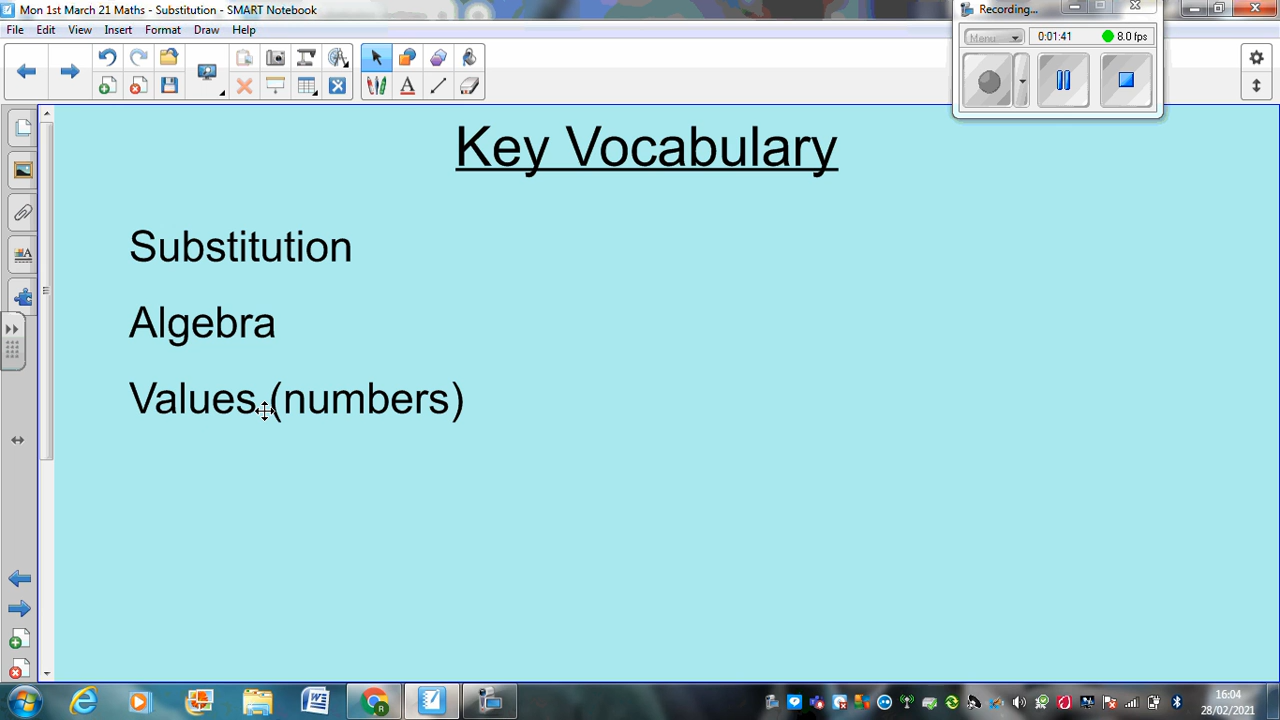 Mon 1st March 21 Maths - Substitution - SMART Notebook
Recording...
File Edit View Insert Format Draw Help
Menu 0:01:41 8.0 fps
Key Vocabulary
Substitution
Algebra
Values (numbers)
16:04
28/02/2021